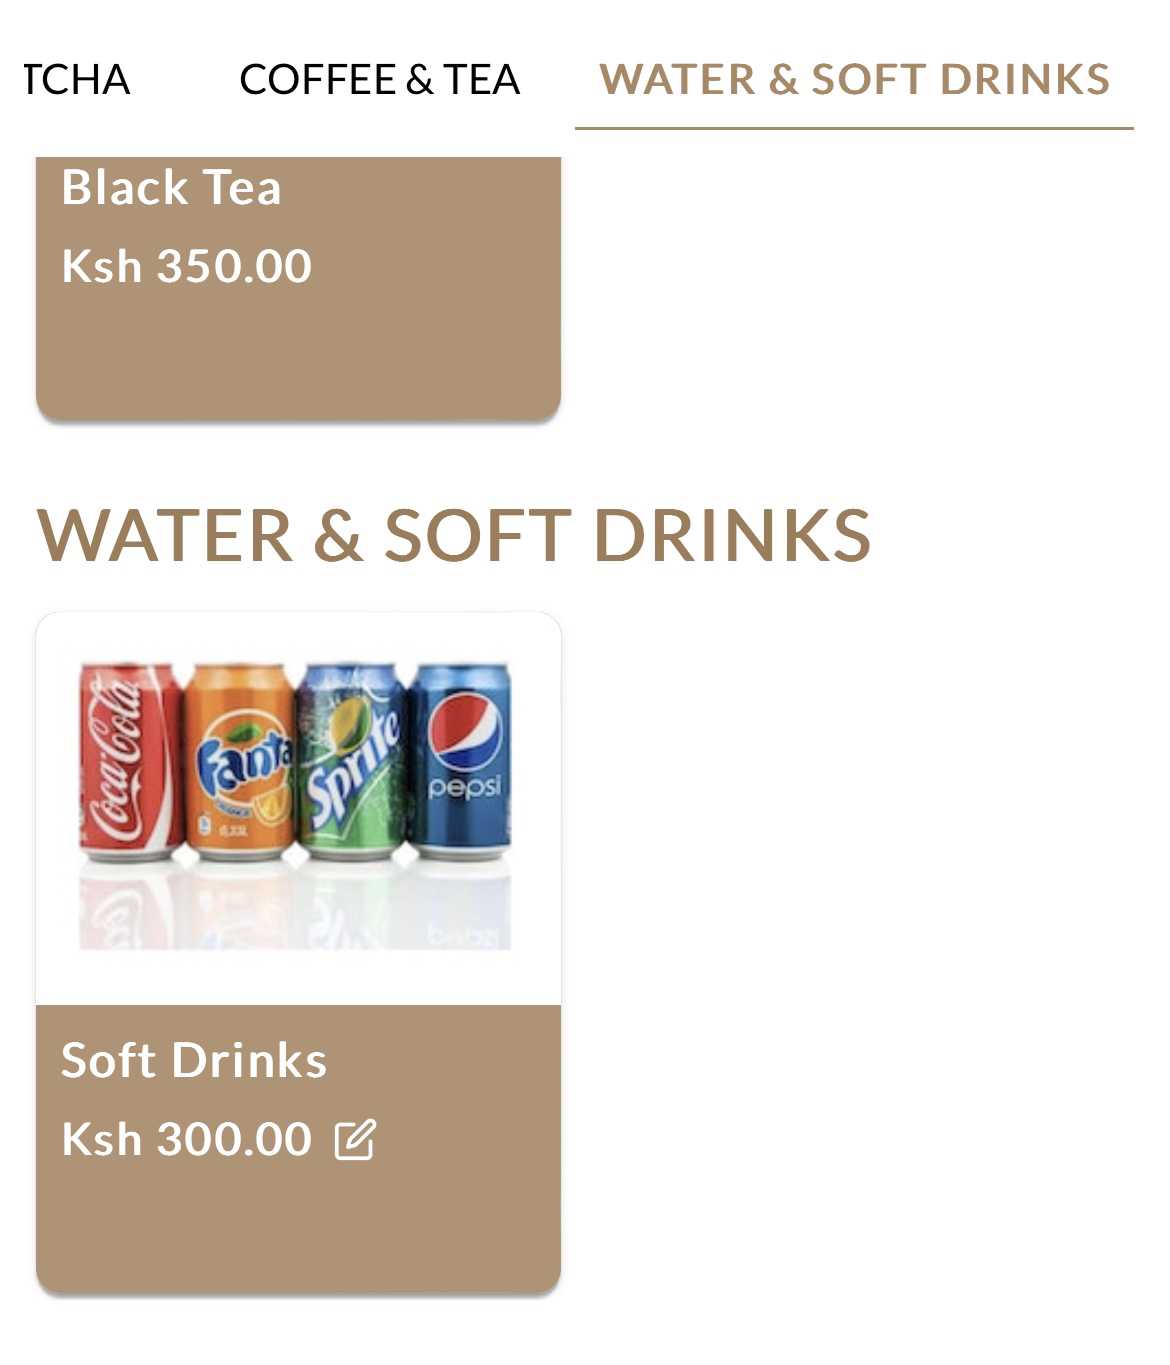 TCHA
COFFEE & TEA
WATER & SOFT DRINKS
Black Tea
Ksh 350.00
WATER & SOFT DRINKS
Coca-Cola
Fanta
ORANGE
Sprite
pepsi
Soft Drinks
Ksh 300.00